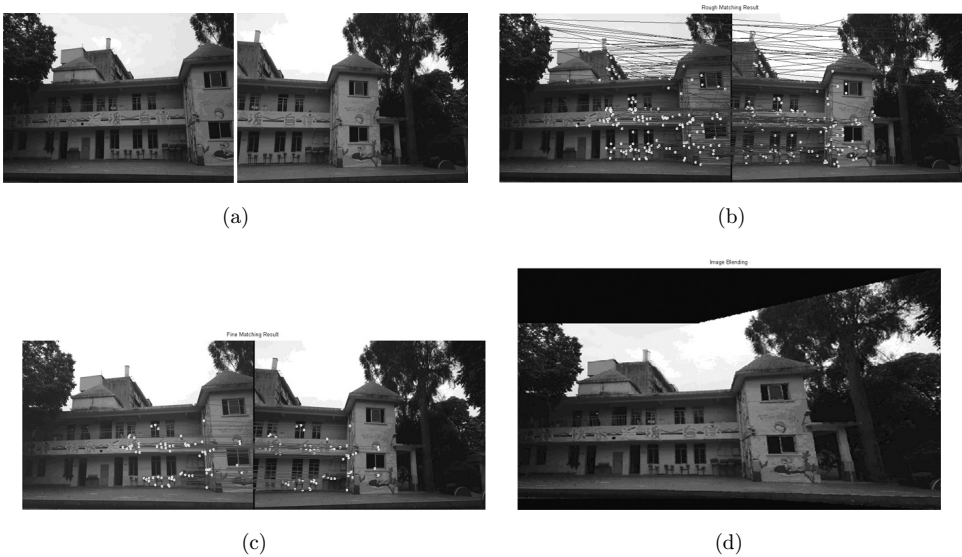 Rough Matching Result
(a)
(b)
Fine Matching Result
Image Blending
(c)
(d)